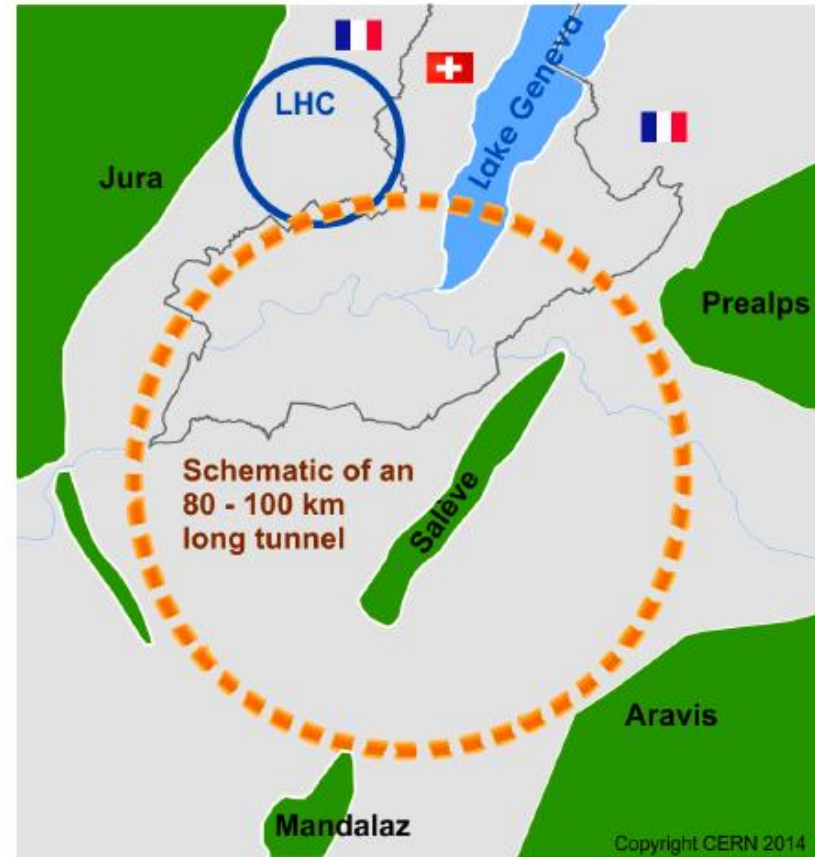 LHC
Lake Geneva
Jura
Prealps
Schematic of an
80 - 100 km
long tunnel
Salève
Aravis
Mandalaz
Copyright CERN 2014